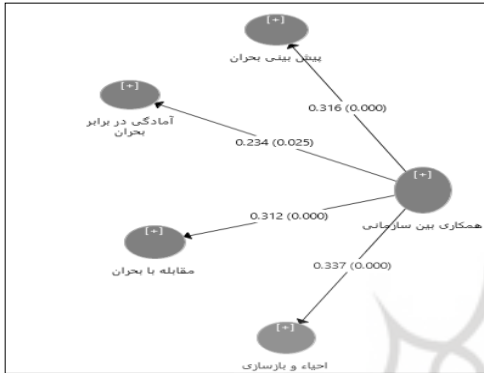 [+]
پیش بینی بحران
[+]
آمادگی در برابر
بحران
0.316 (0.000)
0.234 (0.025)
[+]
همکاری بین سازمانی
0.312 (0.000)
[+]
مقابله با بحران
0.337 (0.000)
[+]
احیاء و بازسازی